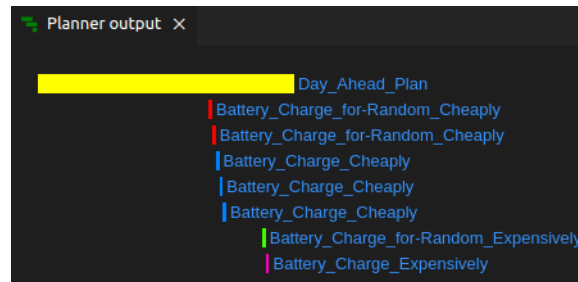 Planner output ×
Day_Ahead_Plan
Battery_Charge_for-Random_Cheaply
Battery_Charge_for-Random_Cheaply
Battery_Charge_Cheaply
Battery_Charge_Cheaply
Battery_Charge_Cheaply
Battery_Charge_for-Random_Expensively
Battery_Charge_Expensively